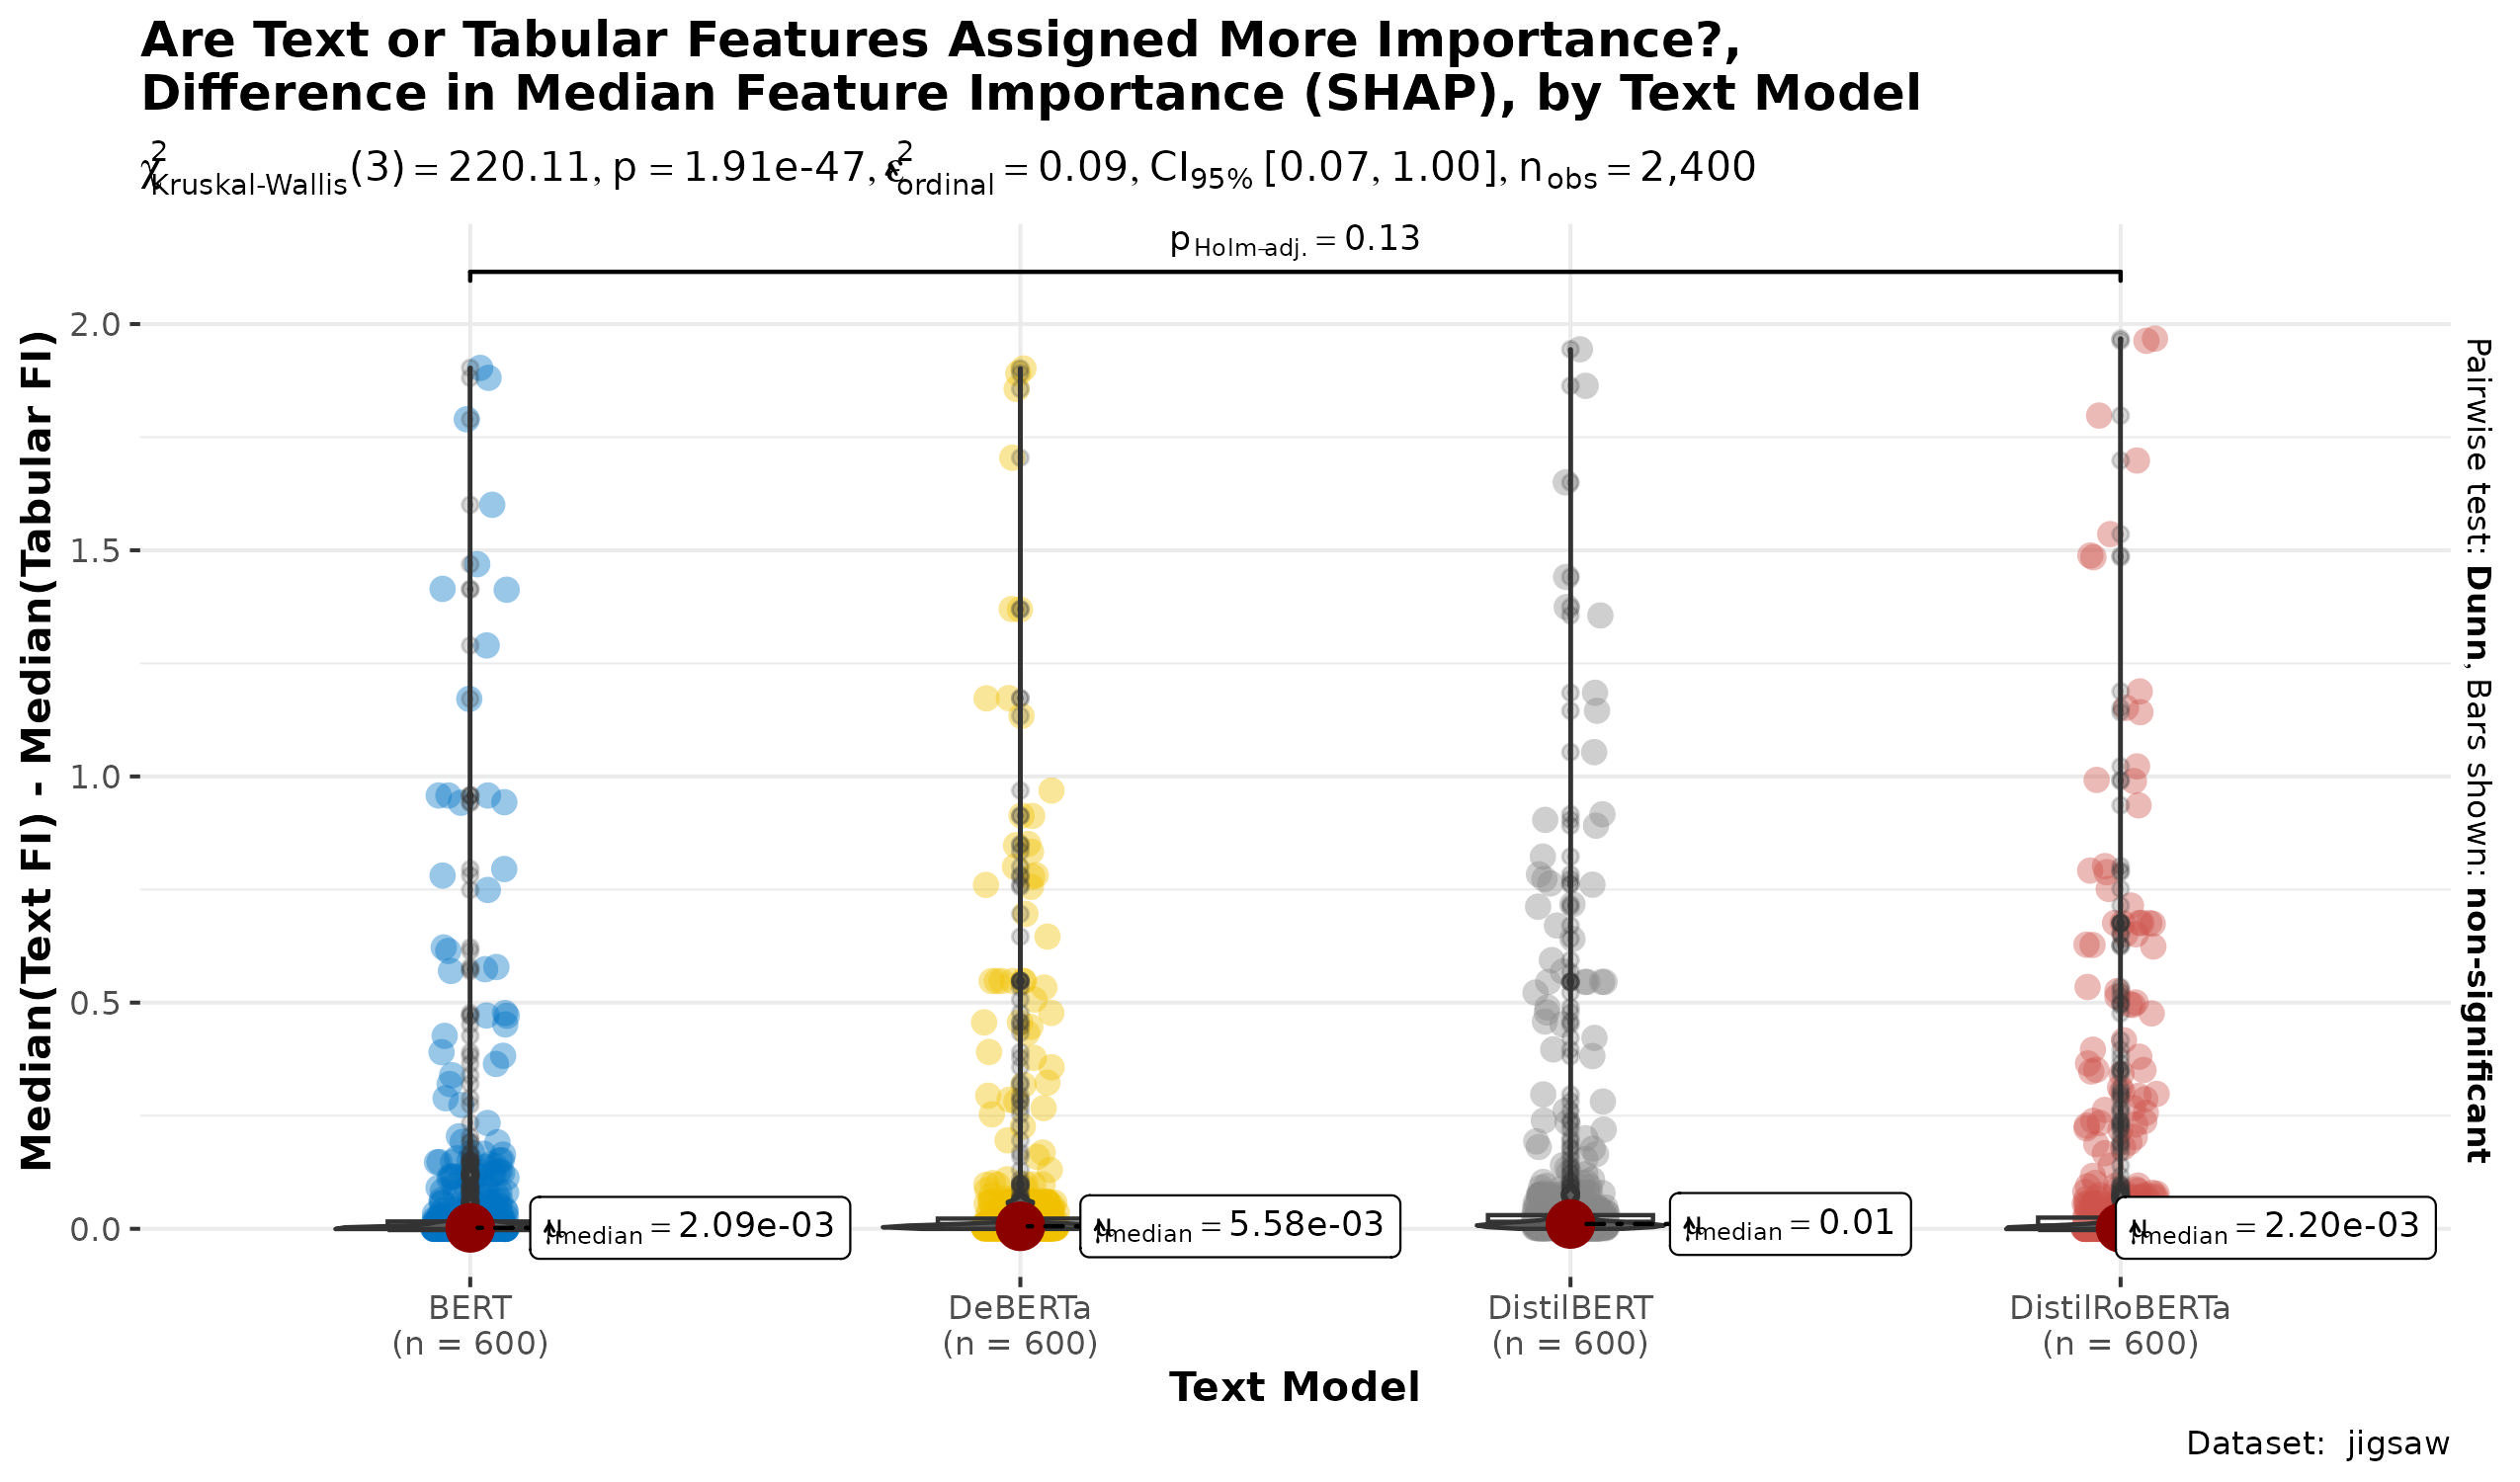 Are Text or Tabular Features Assigned More Importance?,
Difference in Median Feature Importance (SHAP), by Text Model
χ²Kruskal-Wallis(3) = 220.11, p = 1.91e-47, ε̂²ordinal = 0.09, CI95% [0.07, 1.00], nobs = 2,400
pHolm-adj. = 0.13
Median(Text FI) - Median(Tabular FI)
2.0
1.5
1.0
0.5
0.0
μ̂median = 2.09e-03
μ̂median = 5.58e-03
μ̂median = 0.01
μ̂median = 2.20e-03
BERT
(n = 600)
DeBERTa
(n = 600)
DistilBERT
(n = 600)
DistilRoBERTa
(n = 600)
Text Model
Pairwise test: Dunn, Bars shown: non-significant
Dataset: jigsaw